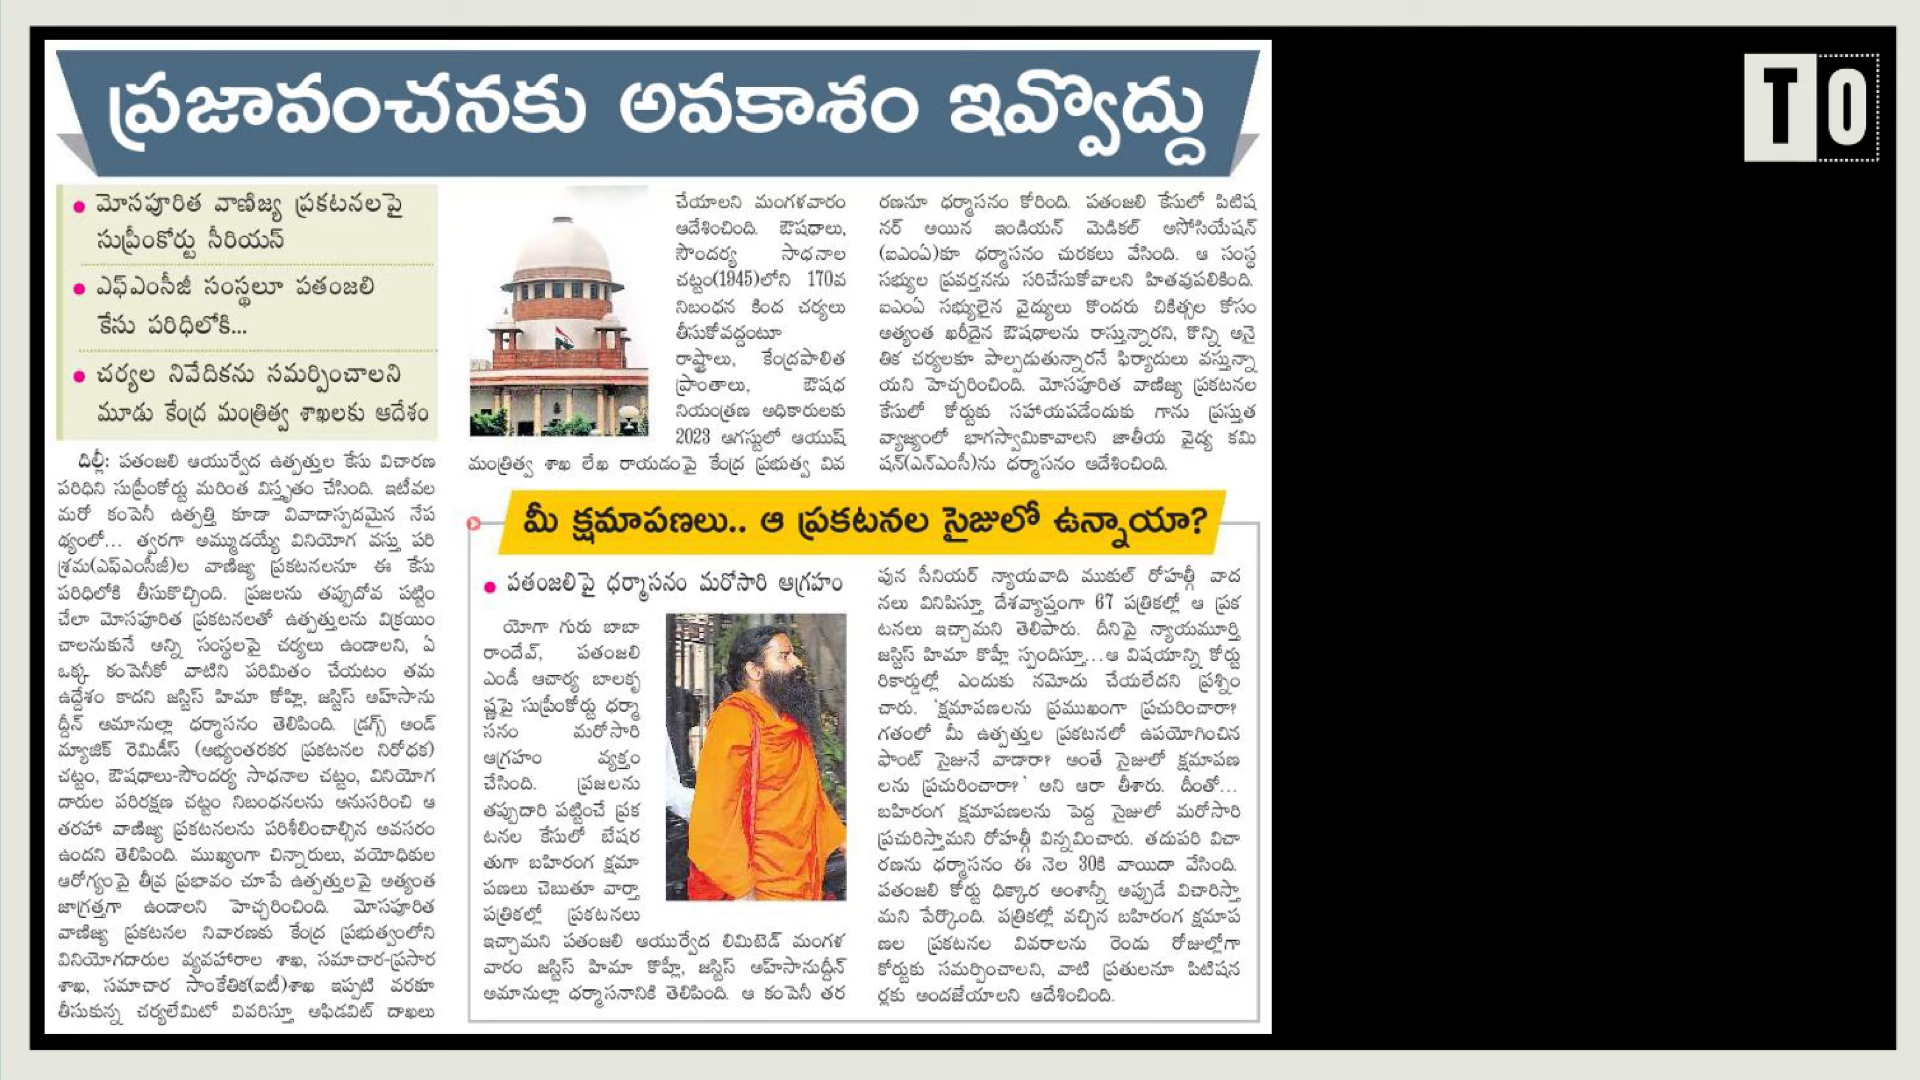 ప్రజావంచనకు అవకాశం ఇవ్వొద్దు
• మోసపూరిత వాణిజ్య ప్రకటనలపై
సుప్రీంకోర్టు సీరియస్
• ఎఫ్ఎంసీజీ సంస్థలూ పతంజలి
కేసు పరిధిలోకి...
• చర్యల నివేదికను సమర్పించాలని
మూడు కేంద్ర మంత్రిత్వ శాఖలకు ఆదేశం
దిల్లీ: పతంజలి ఆయుర్వేద ఉత్పత్తుల కేసు విచారణ
పరిధిని సుప్రీంకోర్టు మరింత విస్తృతం చేసింది. ఇటీవల
మరో కంపెనీ ఉత్పత్తి కూడా వివాదాస్పదమైన నేప
థ్యంలో... త్వరగా అమ్ముడయ్యే వినియోగ వస్తు పరి
శ్రమ(ఎఫ్ఎంసీజీ)ల వాణిజ్య ప్రకటనలనూ ఈ కేసు
పరిధిలోకి తీసుకొచ్చింది. ప్రజలను తప్పుదోవ పట్టిం
చేలా మోసపూరిత ప్రకటనలతో ఉత్పత్తులను విక్రయిం
చాలనుకునే అన్ని సంస్థలపై చర్యలు ఉండాలని, ఏ
ఒక్క కంపెనీకో వాటిని పరిమితం చేయటం తమ
ఉద్దేశం కాదని జస్టిస్ హిమా కోహ్లి, జస్టిస్ అహ్‌సాను
ద్దీన్ అమానుల్లా ధర్మాసనం తెలిపింది. డ్రగ్స్ అండ్
మ్యాజిక్ రెమిడీస్ (అభ్యంతరకర ప్రకటనల నిరోధక)
చట్టం, ఔషధాలు-సౌందర్య సాధనాల చట్టం, వినియోగ
దారుల పరిరక్షణ చట్టం నిబంధనలను అనుసరించి ఆ
తరహా వాణిజ్య ప్రకటనలను పరిశీలించాల్సిన అవసరం
ఉందని తెలిపింది. ముఖ్యంగా చిన్నారులు, వయోధికుల
ఆరోగ్యంపై తీవ్ర ప్రభావం చూపే ఉత్పత్తులపై అత్యంత
జాగ్రత్తగా ఉండాలని హెచ్చరించింది. మోసపూరిత
వాణిజ్య ప్రకటనల నివారణకు కేంద్ర ప్రభుత్వంలోని
వినియోగదారుల వ్యవహారాల శాఖ, సమాచార-ప్రసార
శాఖ, సమాచార సాంకేతిక(ఐటీ)శాఖ ఇప్పటి వరకూ
తీసుకున్న చర్యలేమిటో వివరిస్తూ అఫిడవిట్ దాఖలు
చేయాలని మంగళవారం
ఆదేశించింది. ఔషధాలు,
సౌందర్య సాధనాల
చట్టం(1945)లోని 170వ
నిబంధన కింద చర్యలు
తీసుకోవద్దంటూ
రాష్ట్రాలు, కేంద్రపాలిత
ప్రాంతాలు, ఔషధ
నియంత్రణ అధికారులకు
2023 ఆగస్టులో ఆయుష్
మంత్రిత్వ శాఖ లేఖ రాయడంపై కేంద్ర ప్రభుత్వ వివ
రణనూ ధర్మాసనం కోరింది. పతంజలి కేసులో పిటిష
నర్ అయిన ఇండియన్ మెడికల్ అసోసియేషన్
(ఐఎంఏ)కూ ధర్మాసనం చురకలు వేసింది. ఆ సంస్థ
సభ్యుల ప్రవర్తనను సరిచేసుకోవాలని హితవుపలికింది.
ఐఎంఏ సభ్యులైన వైద్యులు కొందరు చికిత్సల కోసం
అత్యంత ఖరీదైన ఔషధాలను రాస్తున్నారని, కొన్ని అనై
తిక చర్యలకూ పాల్పడుతున్నారనే ఫిర్యాదులు వస్తున్నా
యని హెచ్చరించింది. మోసపూరిత వాణిజ్య ప్రకటనల
కేసులో కోర్టుకు సహాయపడేందుకు గాను ప్రస్తుత
వ్యాజ్యంలో భాగస్వామికావాలని జాతీయ వైద్య కమి
షన్(ఎన్ఎంసీ)ను ధర్మాసనం ఆదేశించింది.
మీ క్షమాపణలు.. ఆ ప్రకటనల సైజులో ఉన్నాయా?
• పతంజలిపై ధర్మాసనం మరోసారి ఆగ్రహం
యోగా గురు బాబా
రాందేవ్, పతంజలి
ఎండీ ఆచార్య బాలకృ
ష్ణపై సుప్రీంకోర్టు ధర్మా
సనం మరోసారి
ఆగ్రహం వ్యక్తం
చేసింది. ప్రజలను
తప్పుదారి పట్టించే ప్రక
టనల కేసులో బేషర
తుగా బహిరంగ క్షమా
పణలు చెబుతూ వార్తా
పత్రికల్లో ప్రకటనలు
ఇచ్చామని పతంజలి ఆయుర్వేద లిమిటెడ్ మంగళ
వారం జస్టిస్ హిమా కొహ్లీ, జస్టిస్ అహ్‌సానుద్దీన్
అమానుల్లా ధర్మాసనానికి తెలిపింది. ఆ కంపెనీ తర
పున సీనియర్ న్యాయవాది ముకుల్ రోహత్గీ వాద
నలు వినిపిస్తూ దేశవ్యాప్తంగా 67 పత్రికల్లో ఆ ప్రక
టనలు ఇచ్చామని తెలిపారు. దీనిపై న్యాయమూర్తి
జస్టిస్ హిమా కొహ్లీ స్పందిస్తూ...ఆ విషయాన్ని కోర్టు
రికార్డుల్లో ఎందుకు నమోదు చేయలేదని ప్రశ్నిం
చారు. 'క్షమాపణలను ప్రముఖంగా ప్రచురించారా?
గతంలో మీ ఉత్పత్తుల ప్రకటనలో ఉపయోగించిన
ఫాంట్ సైజునే వాడారా? అంతే సైజులో క్షమాపణ
లను ప్రచురించారా?' అని ఆరా తీశారు. దీంతో...
బహిరంగ క్షమాపణలను పెద్ద సైజులో మరోసారి
ప్రచురిస్తామని రోహత్గీ విన్నవించారు. తదుపరి విచా
రణను ధర్మాసనం ఈ నెల 30కి వాయిదా వేసింది.
పతంజలి కోర్టు ధిక్కార అంశాన్నీ అప్పుడే విచారిస్తా
మని పేర్కొంది. పత్రికల్లో వచ్చిన బహిరంగ క్షమాప
ణల ప్రకటనల వివరాలను రెండు రోజుల్లోగా
కోర్టుకు సమర్పించాలని, వాటి ప్రతులనూ పిటిషన
ర్లకు అందజేయాలని ఆదేశించింది.
TO